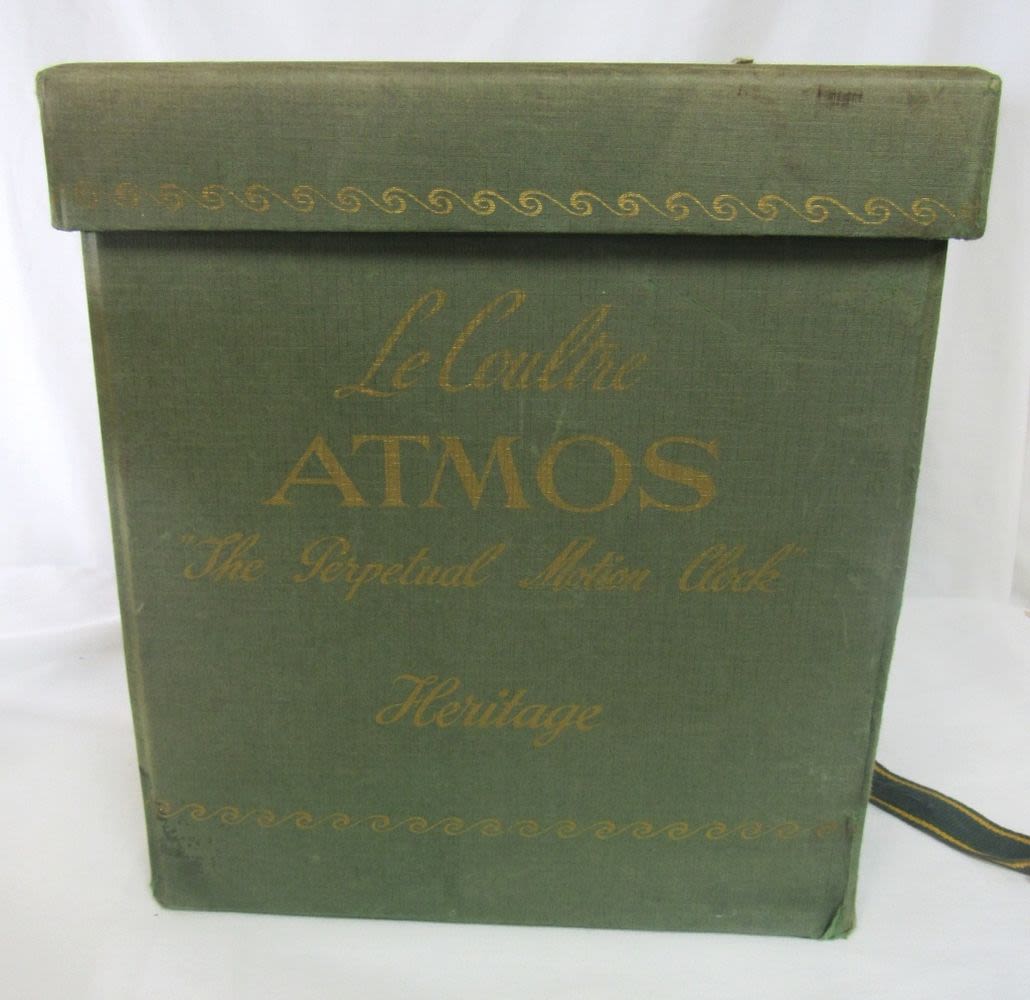 Le Coultre
ATMOS
"The Perpetual Motion Clock"
Heritage